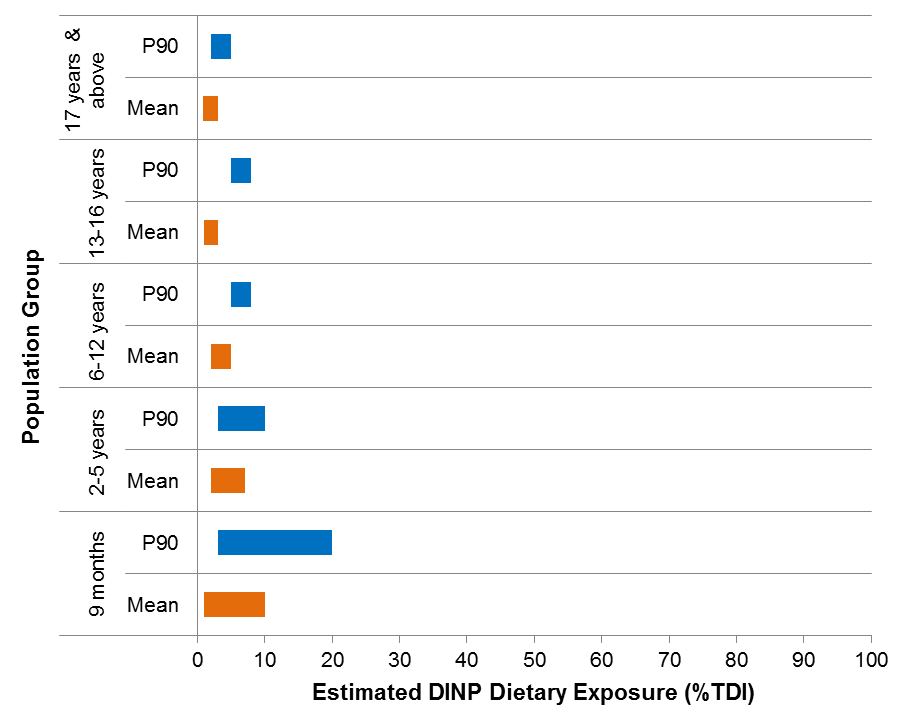 17 years &
above
P90
Mean
13-16 years
P90
Mean
6-12 years
P90
Mean
2-5 years
P90
Mean
9 months
P90
Mean
Population Group
0 10 20 30 40 50 60 70 80 90 100
Estimated DINP Dietary Exposure (%TDI)